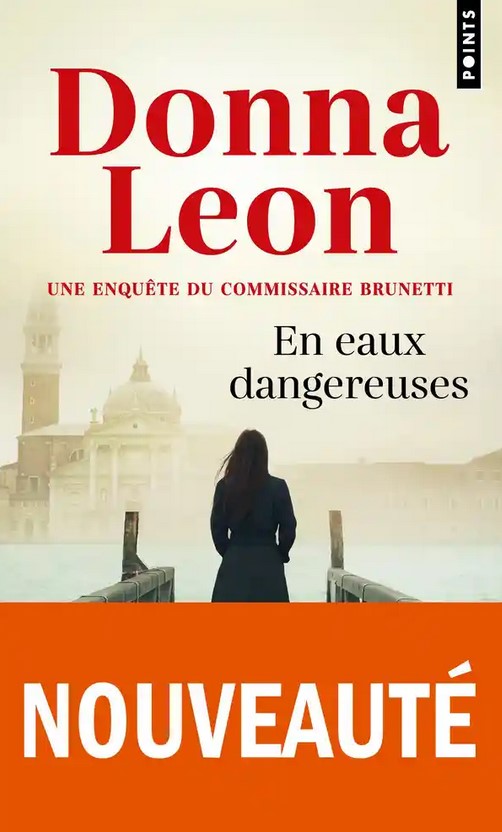 POINTS
Donna
Leon
UNE ENQUÊTE DU COMMISSAIRE BRUNETTI
En eaux
dangereuses
NOUVEAUTÉ